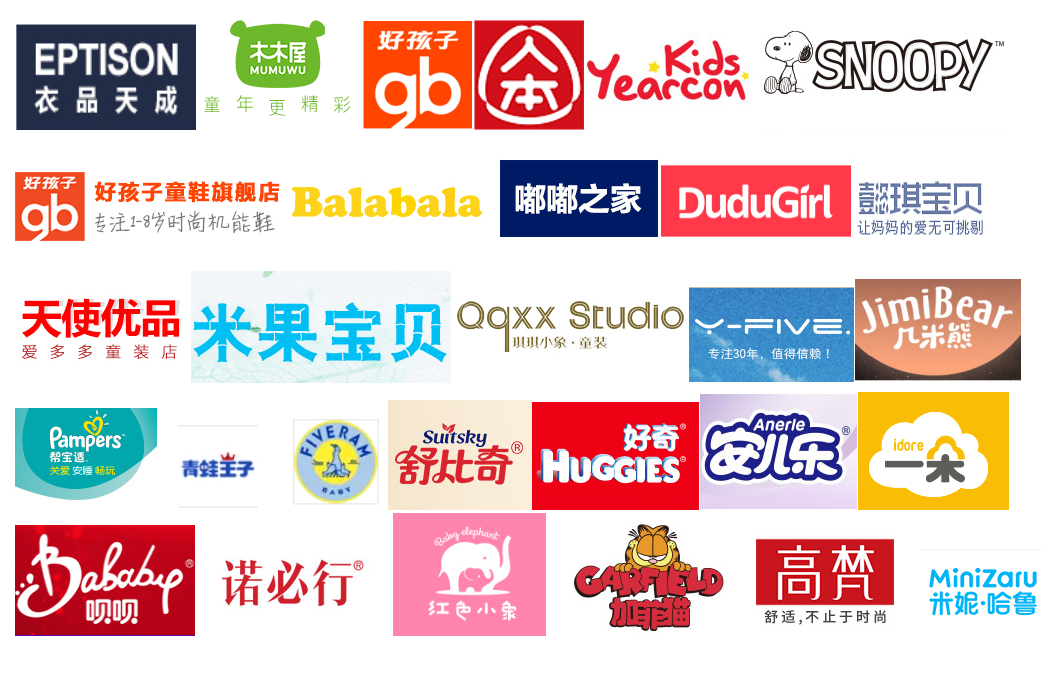 EPTISON
衣品天成
木木屋
MUMUWU
童年更精彩
好孩子
gb
本
Kids
Yearcon
SNOOPY™
好孩子
gb
好孩子童鞋旗舰店
专注1-8岁时尚机能鞋
Balabala
嘟嘟之家
DuduGirl
懿琪宝贝
让妈妈的爱无可挑剔
天使优品
爱多多童装店
米果宝贝
Qqxx Studio
琪琪小象·童装
Y-FIVE.
专注30年，值得信赖！
JimiBear
几米熊
Pampers™
帮宝适™
关爱 安睡 畅玩
青蛙王子
FIVERAM
BABY
Suitsky
舒比奇®
好奇®
HUGGIES®
Anerle
安儿乐®
idore
一朵
Bababy®
呗呗
诺必行®
Baby elephant
红色小象
GARFIELD
加菲猫
高梵
舒适,不止于时尚
MiniZaru
米妮·哈鲁